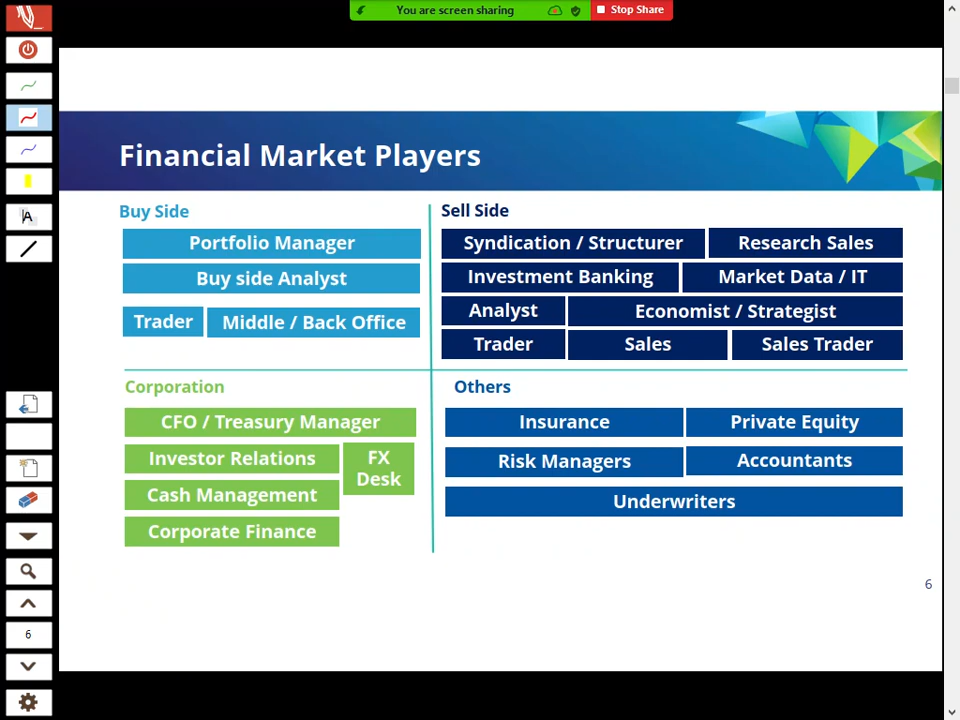 You are screen sharing
Stop Share
Financial Market Players
Buy Side
Portfolio Manager
Buy side Analyst
Trader
Middle / Back Office
Sell Side
Syndication / Structurer
Research Sales
Investment Banking
Market Data / IT
Analyst
Economist / Strategist
Trader
Sales
Sales Trader
Corporation
CFO / Treasury Manager
Investor Relations
FX
Desk
Cash Management
Corporate Finance
Others
Insurance
Private Equity
Risk Managers
Accountants
Underwriters
6
A
6